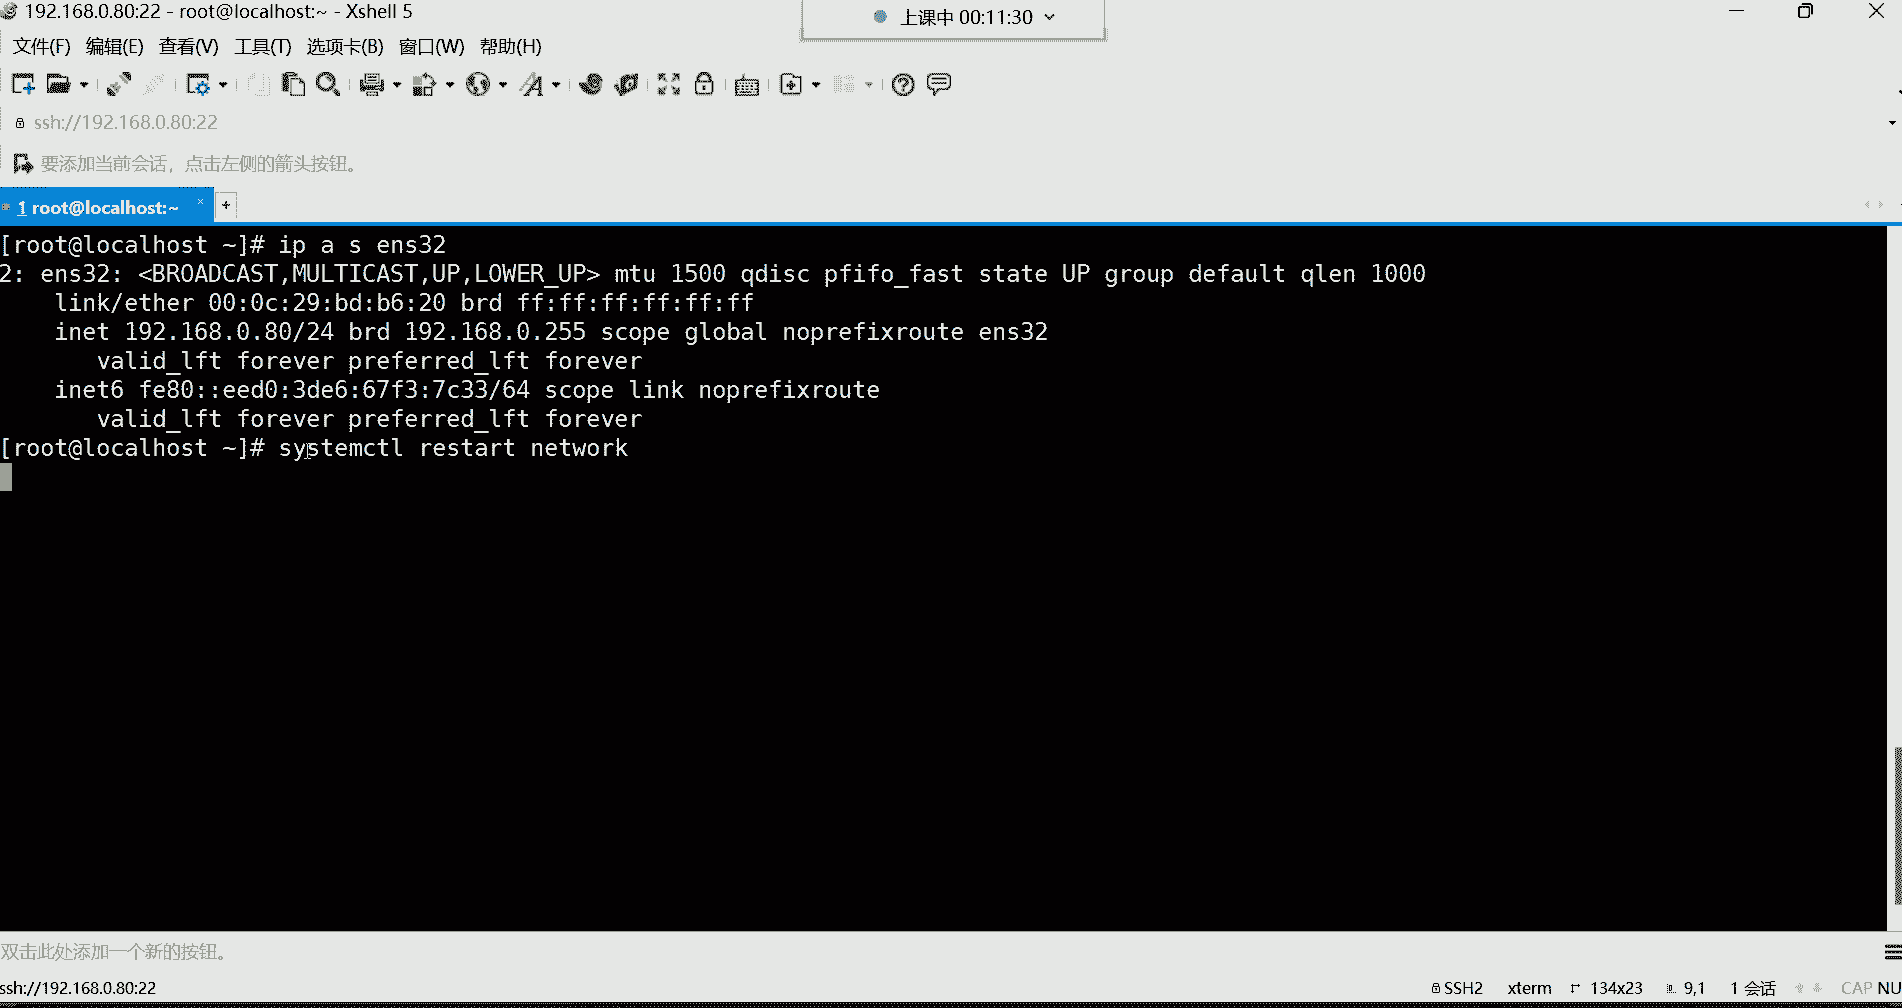 192.168.0.80:22 - root@localhost:~ - Xshell 5
上课中 00:11:30
文件(F) 编辑(E) 查看(V) 工具(T) 选项卡(B) 窗口(W) 帮助(H)
ssh://192.168.0.80:22
要添加当前会话，点击左侧的箭头按钮。
1 root@localhost:~ × +
[root@localhost ~]# ip a s ens32
2: ens32: <BROADCAST,MULTICAST,UP,LOWER_UP> mtu 1500 qdisc pfifo_fast state UP group default qlen 1000
    link/ether 00:0c:29:bd:b6:20 brd ff:ff:ff:ff:ff:ff
    inet 192.168.0.80/24 brd 192.168.0.255 scope global noprefixroute ens32
       valid_lft forever preferred_lft forever
    inet6 fe80::eed0:3de6:67f3:7c33/64 scope link noprefixroute
       valid_lft forever preferred_lft forever
[root@localhost ~]# systemctl restart network
双击此处添加一个新的按钮。
ssh://192.168.0.80:22 SSH2 xterm 134x23 9,1 1 会话 CAP NU